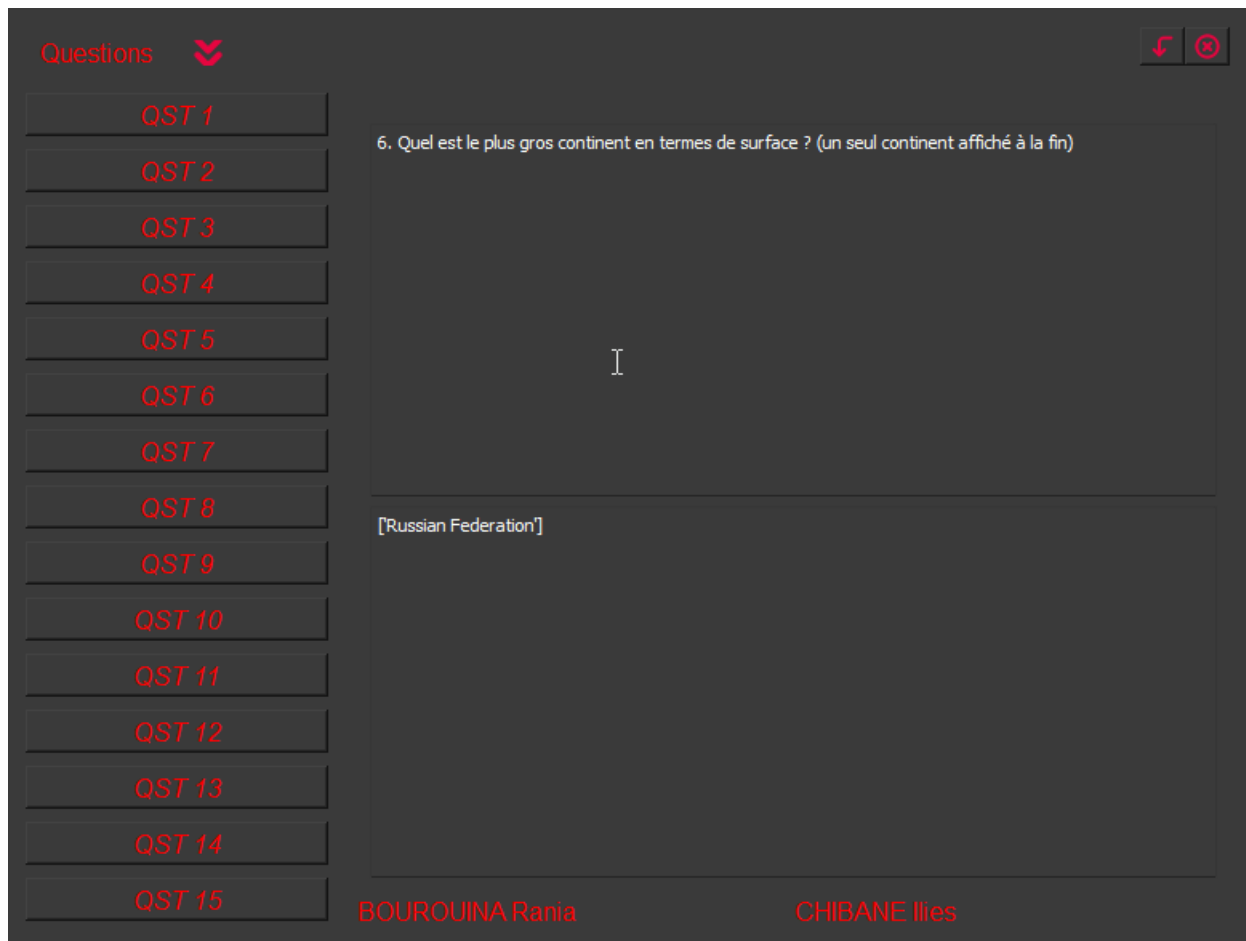 Questions
QST 1
QST 2
QST 3
QST 4
QST 5
QST 6
QST 7
QST 8
QST 9
QST 10
QST 11
QST 12
QST 13
QST 14
QST 15
6. Quel est le plus gros continent en termes de surface ? (un seul continent affiché à la fin)
['Russian Federation']
BOUROUINA Rania
CHIBANE Ilies